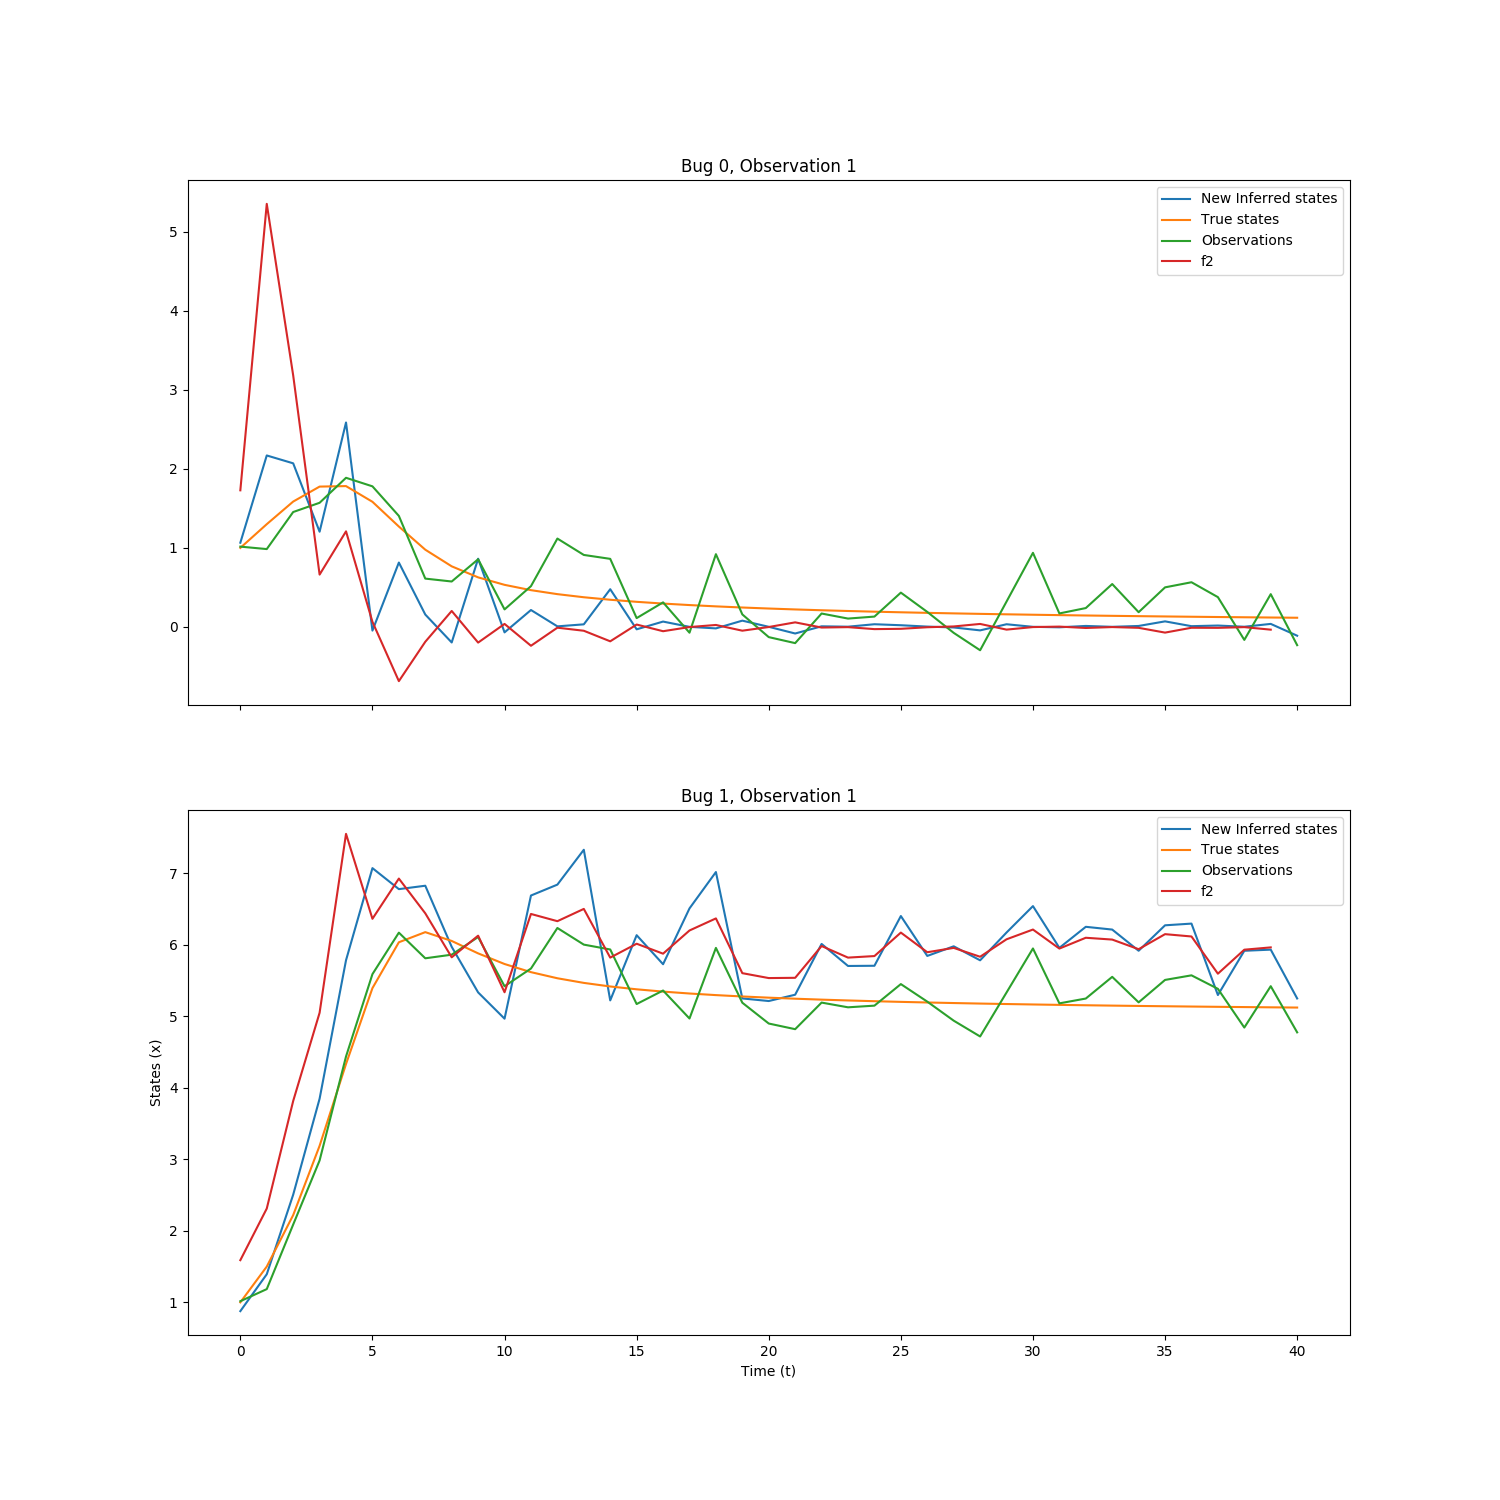 Bug 0, Observation 1
New Inferred states
True states
Observations
f2
5
4
3
2
1
0
Bug 1, Observation 1
New Inferred states
True states
Observations
f2
7
6
5
4
3
2
1
States (x)
0 5 10 15 20 25 30 35 40
Time (t)